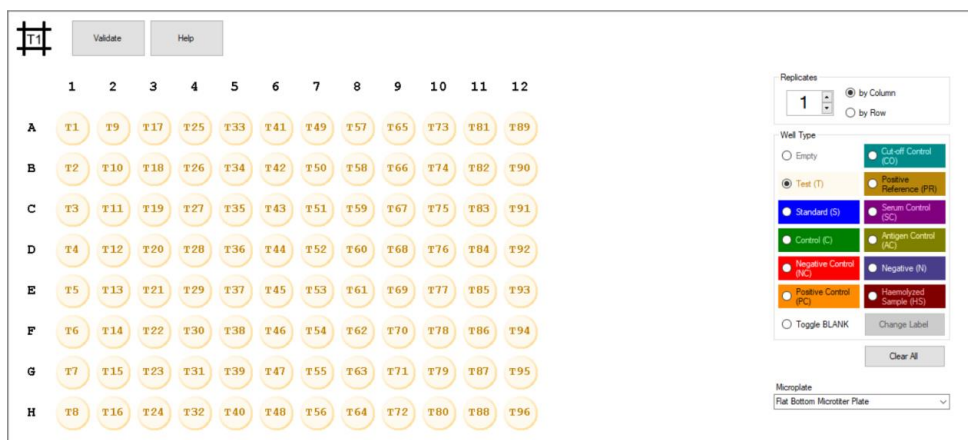 T1 Validate Help
1 2 3 4 5 6 7 8 9 10 11 12
A T1 T9 T17 T25 T33 T41 T49 T57 T65 T73 T81 T89
B T2 T10 T18 T26 T34 T42 T50 T58 T66 T74 T82 T90
C T3 T11 T19 T27 T35 T43 T51 T59 T67 T75 T83 T91
D T4 T12 T20 T28 T36 T44 T52 T60 T68 T76 T84 T92
E T5 T13 T21 T29 T37 T45 T53 T61 T69 T77 T85 T93
F T6 T14 T22 T30 T38 T46 T54 T62 T70 T78 T86 T94
G T7 T15 T23 T31 T39 T47 T55 T63 T71 T79 T87 T95
H T8 T16 T24 T32 T40 T48 T56 T64 T72 T80 T88 T96
Replicates
1
by Column
by Row
Well Type
Empty
Cut-off Control
(CO)
Test (T)
Positive
Reference (PR)
Standard (S)
Serum Control
(SC)
Control (C)
Antigen Control
(AC)
Negative Control
(NC)
Negative (N)
Positive Control
(PC)
Haemolyzed
Sample (HS)
Toggle BLANK
Change Label
Clear All
Microplate
Flat Bottom Microtiter Plate